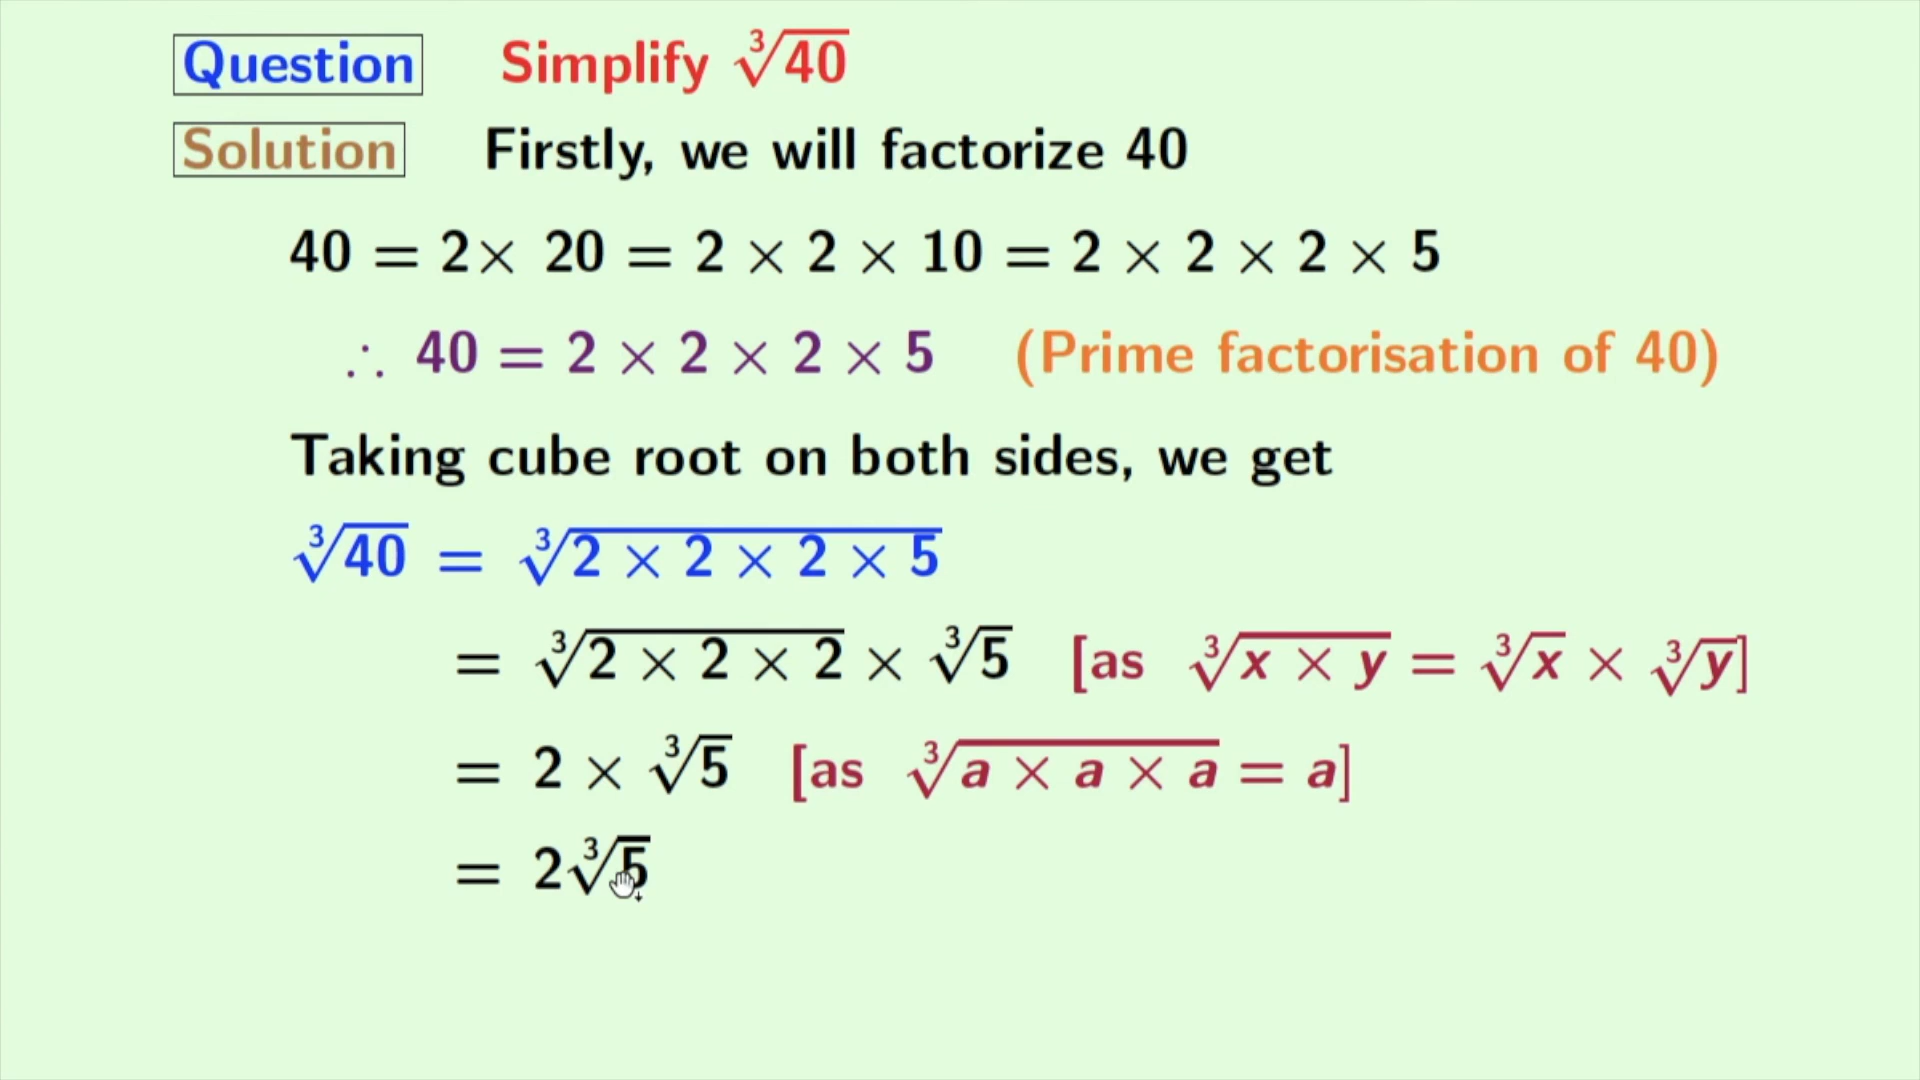 Question Simplify ∛40
Solution Firstly, we will factorize 40
40 = 2× 20 = 2 × 2 × 10 = 2 × 2 × 2 × 5
∴ 40 = 2 × 2 × 2 × 5 (Prime factorisation of 40)
Taking cube root on both sides, we get
∛40 = ∛(2 × 2 × 2 × 5)
= ∛(2 × 2 × 2) × ∛5 [as ∛(x × y) = ∛x × ∛y]
= 2 × ∛5 [as ∛(a × a × a) = a]
= 2∛5